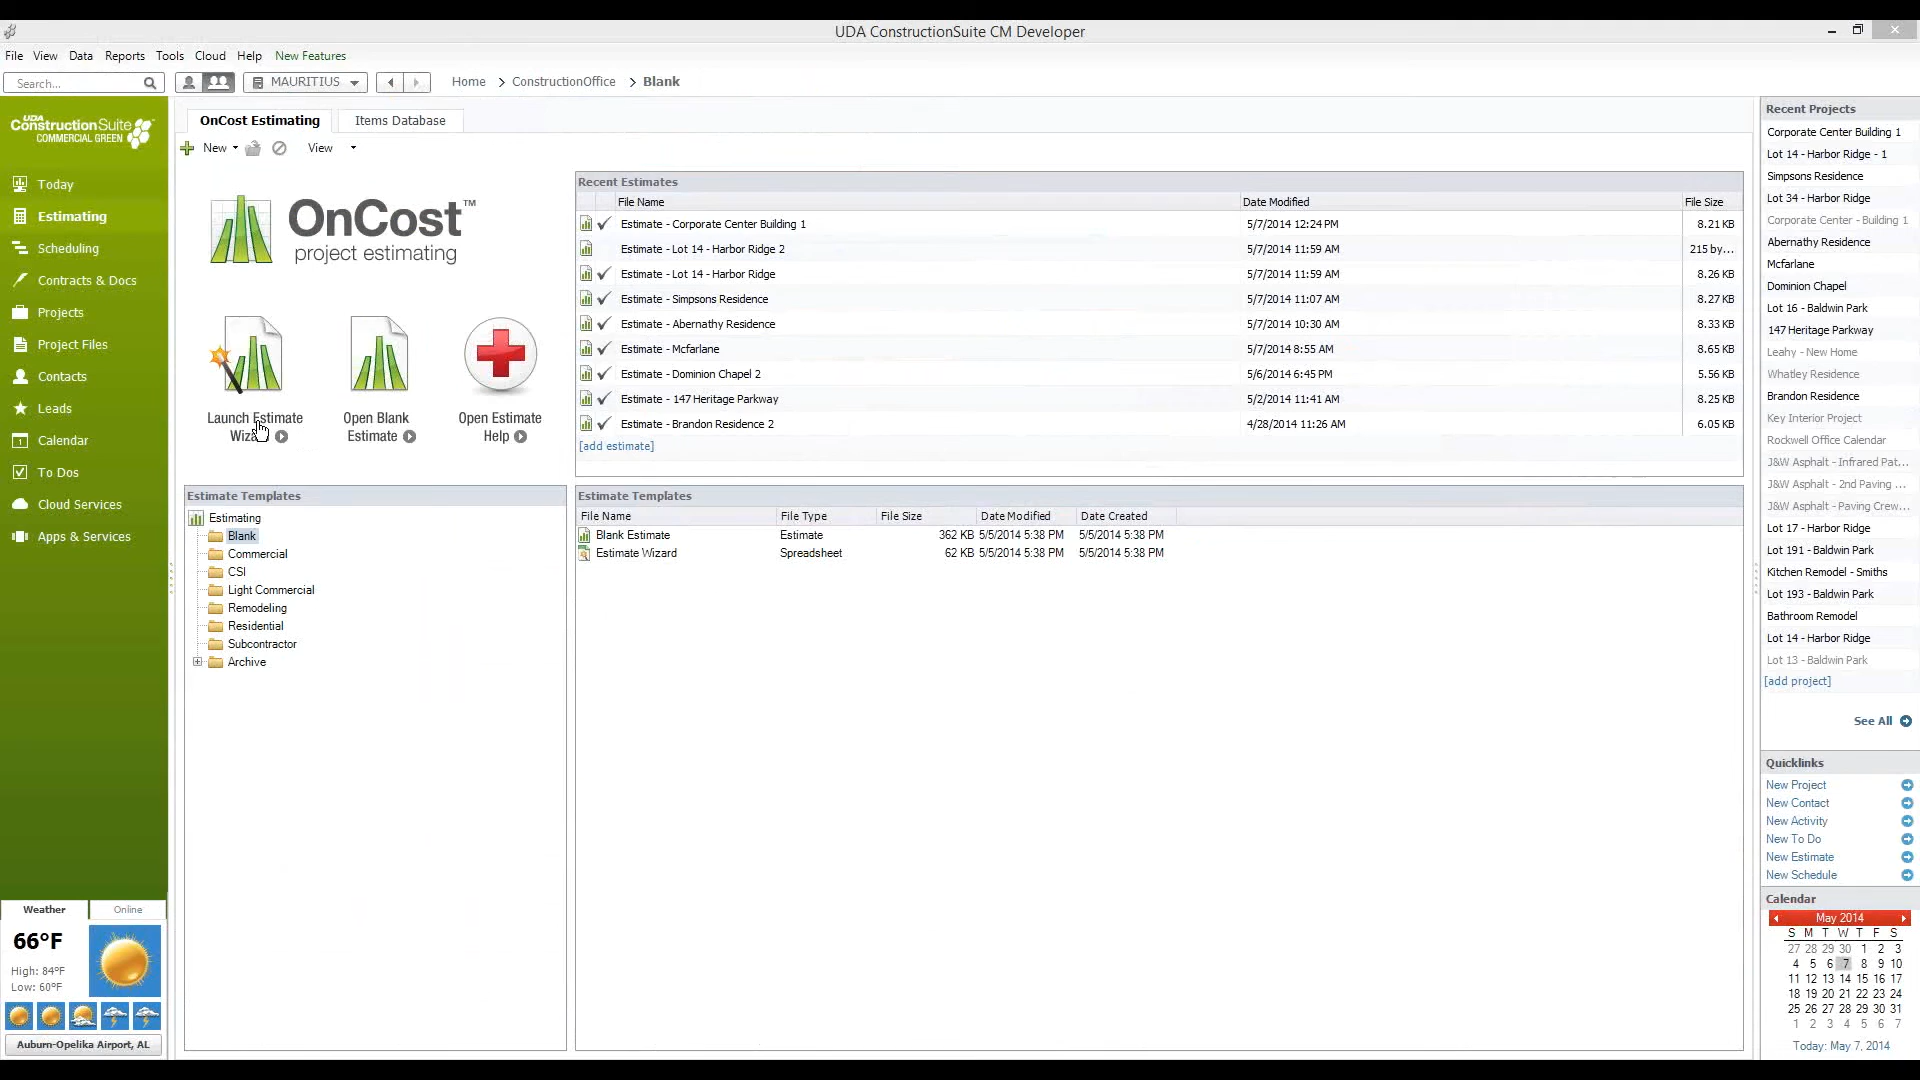 UDA ConstructionSuite CM Developer
File View Data Reports Tools Cloud Help New Features
Search... MAURITIUS Home > ConstructionOffice > Blank
UDA
ConstructionSuite™
COMMERCIAL GREEN
Today
Estimating
Scheduling
Contracts & Docs
Projects
Project Files
Contacts
Leads
Calendar
To Dos
Cloud Services
Apps & Services
Weather Online
66°F
High: 84°F
Low: 60°F
Auburn-Opelika Airport, AL
OnCost Estimating Items Database
New View
OnCost™
project estimating
Launch Estimate
Open Blank
Estimate
Open Estimate
Help
Recent Estimates
File Name Date Modified File Size
Estimate - Corporate Center Building 1 5/7/2014 12:24 PM 8.21 KB
Estimate - Lot 14 - Harbor Ridge 2 5/7/2014 11:59 AM 215 by...
Estimate - Lot 14 - Harbor Ridge 5/7/2014 11:59 AM 8.26 KB
Estimate - Simpsons Residence 5/7/2014 11:07 AM 8.27 KB
Estimate - Abernathy Residence 5/7/2014 10:30 AM 8.33 KB
Estimate - Mcfarlane 5/7/2014 8:55 AM 8.65 KB
Estimate - Dominion Chapel 2 5/6/2014 6:45 PM 5.56 KB
Estimate - 147 Heritage Parkway 5/2/2014 11:41 AM 8.25 KB
Estimate - Brandon Residence 2 4/28/2014 11:26 AM 6.05 KB
[add estimate]
Estimate Templates
Estimating
Blank
Commercial
CSI
Light Commercial
Remodeling
Residential
Subcontractor
Archive
Estimate Templates
File Name File Type File Size Date Modified Date Created
Blank Estimate Estimate 362 KB 5/5/2014 5:38 PM 5/5/2014 5:38 PM
Estimate Wizard Spreadsheet 62 KB 5/5/2014 5:38 PM 5/5/2014 5:38 PM
Recent Projects
Corporate Center Building 1
Lot 14 - Harbor Ridge - 1
Simpsons Residence
Lot 34 - Harbor Ridge
Corporate Center - Building 1
Abernathy Residence
Mcfarlane
Dominion Chapel
Lot 16 - Baldwin Park
147 Heritage Parkway
Leahy - New Home
Whatley Residence
Brandon Residence
Key Interior Project
Rockwell Office Calendar
J&W Asphalt - Infrared Pat...
J&W Asphalt - 2nd Paving ...
J&W Asphalt - Paving Crew...
Lot 17 - Harbor Ridge
Lot 191 - Baldwin Park
Kitchen Remodel - Smiths
Lot 193 - Baldwin Park
Bathroom Remodel
Lot 14 - Harbor Ridge
Lot 13 - Baldwin Park
[add project]
See All
Quicklinks
New Project
New Contact
New Activity
New To Do
New Estimate
New Schedule
Calendar
May 2014
S M T W T F S
27 28 29 30 1 2 3
4 5 6 7 8 9 10
11 12 13 14 15 16 17
18 19 20 21 22 23 24
25 26 27 28 29 30 31
1 2 3 4 5 6 7
Today: May 7, 2014